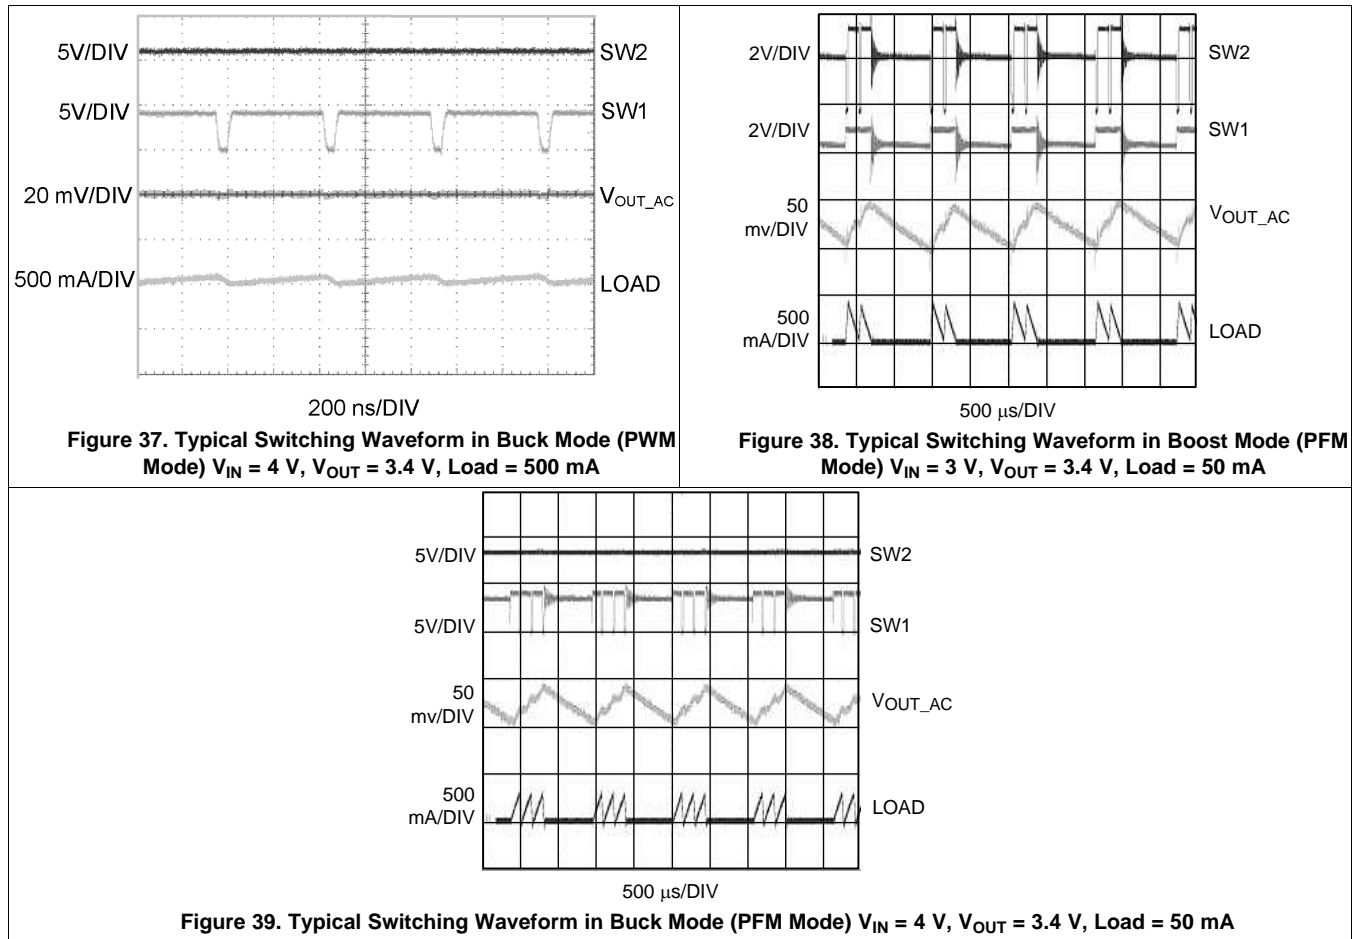 5V/DIV
SW2
5V/DIV
SW1
20 mV/DIV
VOUT_AC
500 mA/DIV
LOAD
200 ns/DIV
Figure 37. Typical Switching Waveform in Buck Mode (PWM
Mode) VIN = 4 V, VOUT = 3.4 V, Load = 500 mA
2V/DIV
SW2
2V/DIV
SW1
50
mv/DIV
VOUT_AC
500
mA/DIV
LOAD
500 μs/DIV
Figure 38. Typical Switching Waveform in Boost Mode (PFM
Mode) VIN = 3 V, VOUT = 3.4 V, Load = 50 mA
5V/DIV
SW2
5V/DIV
SW1
50
mv/DIV
VOUT_AC
500
mA/DIV
LOAD
500 μs/DIV
Figure 39. Typical Switching Waveform in Buck Mode (PFM Mode) VIN = 4 V, VOUT = 3.4 V, Load = 50 mA